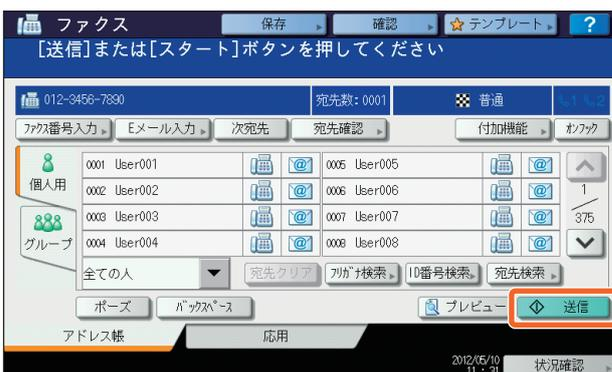 ファクス 保存 確認 テンプレート ?
[送信]または[スタート]ボタンを押してください
012-3456-7890 宛先数:0001 普通 1 2
ファクス番号入力 Eメール入力 次宛先 宛先確認 付加機能 オンフック
個人用
グループ
0001 User001 0005 User005
0002 User002 0006 User006
0003 User003 0007 User007
0004 User004 0008 User008
1
375
全ての人 宛先クリア フリガナ検索 ID番号検索 宛先検索
ポーズ バックスペース プレビュー 送信
アドレス帳 応用
2012/05/10
11:31 状況確認